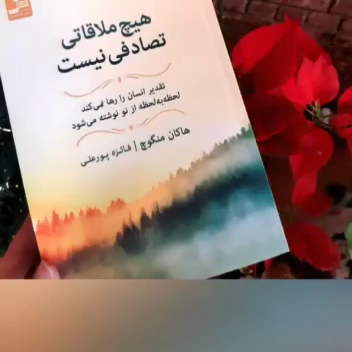 هیچ ملاقاتی
تصادفی نیست
تقدیر انسان را رها نمی‌کند
لحظه‌به‌لحظه از نو نوشته می‌شود
هاکان منگوچ | فائزه پورعلی